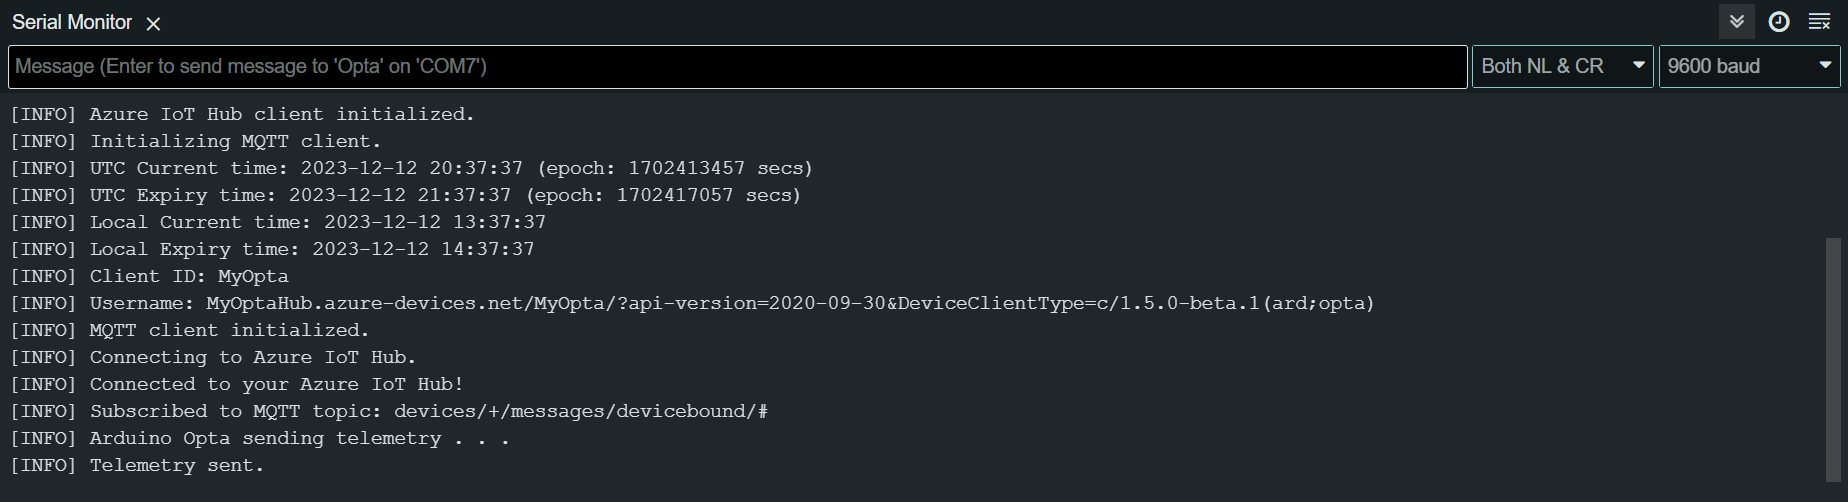 Serial Monitor
Message (Enter to send message to 'Opta' on 'COM7')
Both NL & CR
9600 baud
[INFO] Azure IoT Hub client initialized.
[INFO] Initializing MQTT client.
[INFO] UTC Current time: 2023-12-12 20:37:37 (epoch: 1702413457 secs)
[INFO] UTC Expiry time: 2023-12-12 21:37:37 (epoch: 1702417057 secs)
[INFO] Local Current time: 2023-12-12 13:37:37
[INFO] Local Expiry time: 2023-12-12 14:37:37
[INFO] Client ID: MyOpta
[INFO] Username: MyOptaHub.azure-devices.net/MyOpta/?api-version=2020-09-30&DeviceClientType=c/1.5.0-beta.1(ard;opta)
[INFO] MQTT client initialized.
[INFO] Connecting to Azure IoT Hub.
[INFO] Connected to your Azure IoT Hub!
[INFO] Subscribed to MQTT topic: devices/+/messages/devicebound/#
[INFO] Arduino Opta sending telemetry . . .
[INFO] Telemetry sent.